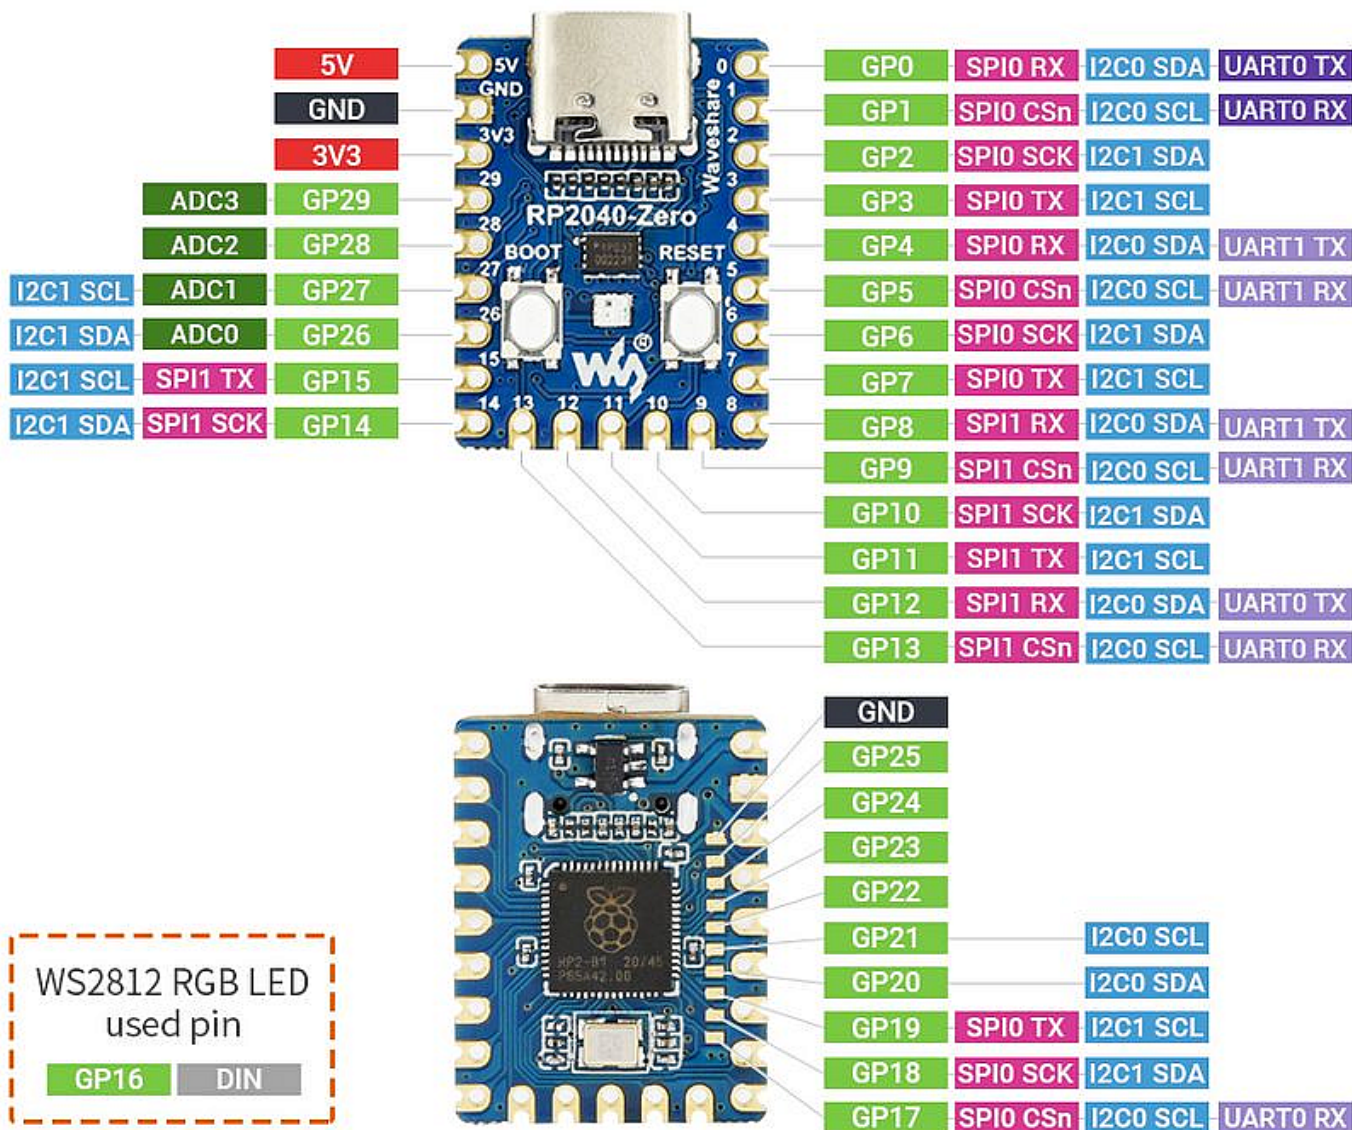 5V
GND
3V3
ADC3 GP29
ADC2 GP28
I2C1 SCL ADC1 GP27
I2C1 SDA ADC0 GP26
I2C1 SCL SPI1 TX GP15
I2C1 SDA SPI1 SCK GP14
5V
GND
3V3
29
28
27
26
15
14
13
12
11
10
9
8
0
1
2
3
4
5
6
7
Waveshare
RP2040-Zero
BOOT
RESET
GP0 SPI0 RX I2C0 SDA UART0 TX
GP1 SPI0 CSn I2C0 SCL UART0 RX
GP2 SPI0 SCK I2C1 SDA
GP3 SPI0 TX I2C1 SCL
GP4 SPI0 RX I2C0 SDA UART1 TX
GP5 SPI0 CSn I2C0 SCL UART1 RX
GP6 SPI0 SCK I2C1 SDA
GP7 SPI0 TX I2C1 SCL
GP8 SPI1 RX I2C0 SDA UART1 TX
GP9 SPI1 CSn I2C0 SCL UART1 RX
GP10 SPI1 SCK I2C1 SDA
GP11 SPI1 TX I2C1 SCL
GP12 SPI1 RX I2C0 SDA UART0 TX
GP13 SPI1 CSn I2C0 SCL UART0 RX
GND
GP25
GP24
GP23
GP22
GP21 I2C0 SCL
GP20 I2C0 SDA
GP19 SPI0 TX I2C1 SCL
GP18 SPI0 SCK I2C1 SDA
GP17 SPI0 CSn I2C0 SCL UART0 RX
20/45
WS2812 RGB LED
used pin
GP16 DIN